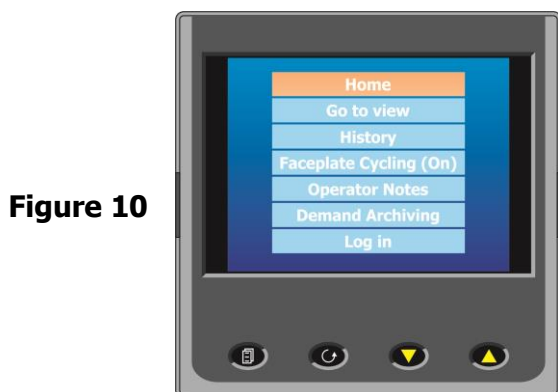 Figure 10
Home
Go to view
History
Faceplate Cycling (On)
Operator Notes
Demand Archiving
Log in